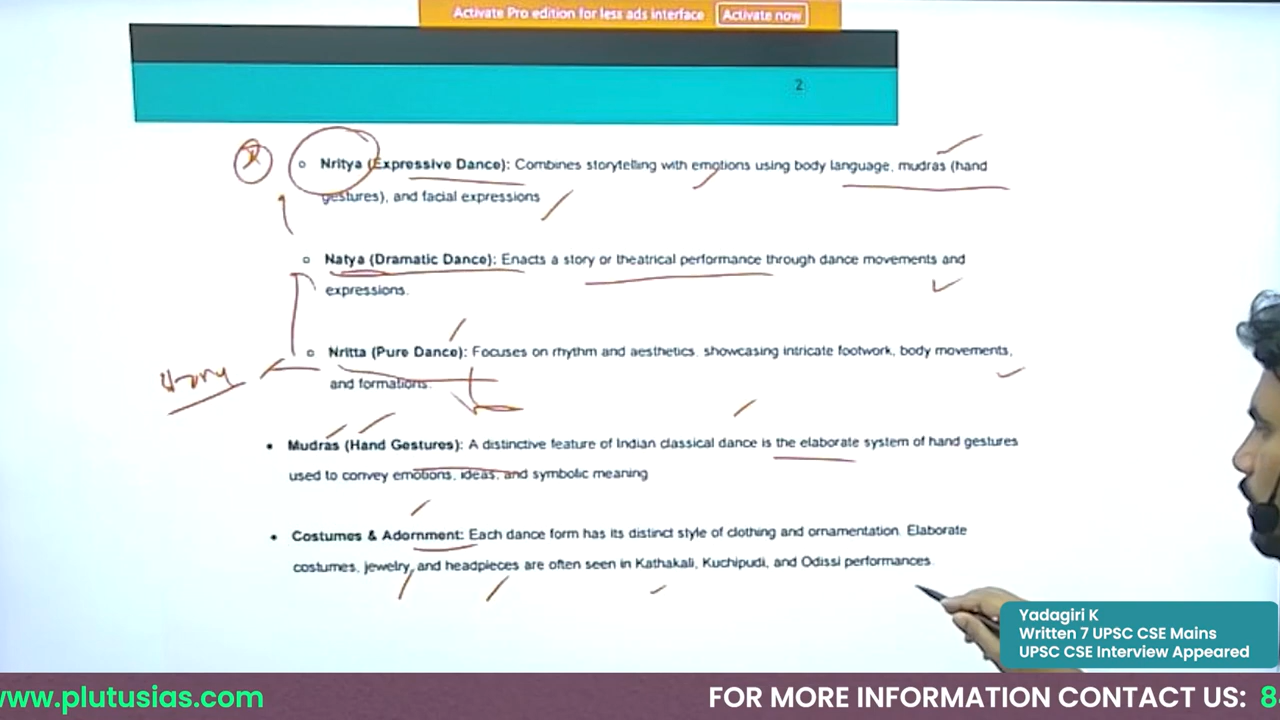 Activate Pro edition for less ads interface Activate now
2
Nritya (Expressive Dance): Combines storytelling with emotions using body language, mudras (hand
gestures), and facial expressions
Natya (Dramatic Dance): Enacts a story or theatrical performance through dance movements and
expressions.
Nritta (Pure Dance): Focuses on rhythm and aesthetics, showcasing intricate footwork, body movements,
and formations.
Mudras (Hand Gestures): A distinctive feature of Indian classical dance is the elaborate system of hand gestures
used to convey emotions, ideas, and symbolic meaning
Costumes & Adornment: Each dance form has its distinct style of clothing and ornamentation. Elaborate
costumes, jewelry, and headpieces are often seen in Kathakali, Kuchipudi, and Odissi performances.
Yadagiri K
Written 7 UPSC CSE Mains
UPSC CSE Interview Appeared
www.plutusias.com
FOR MORE INFORMATION CONTACT US: 8